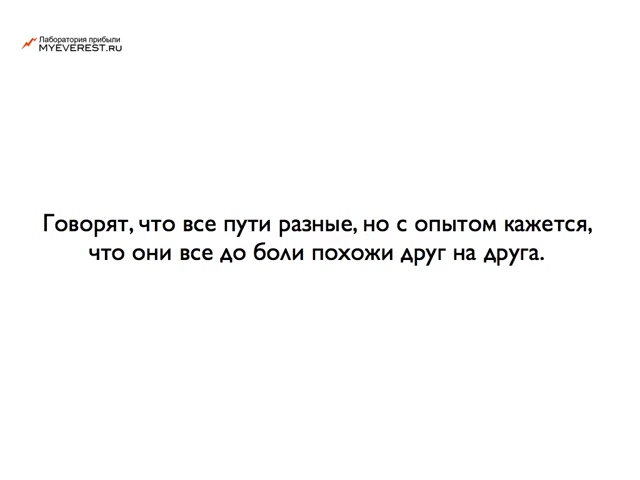 Лаборатория прибыли
MYEVEREST.RU
Говорят, что все пути разные, но с опытом кажется,
что они все до боли похожи друг на друга.